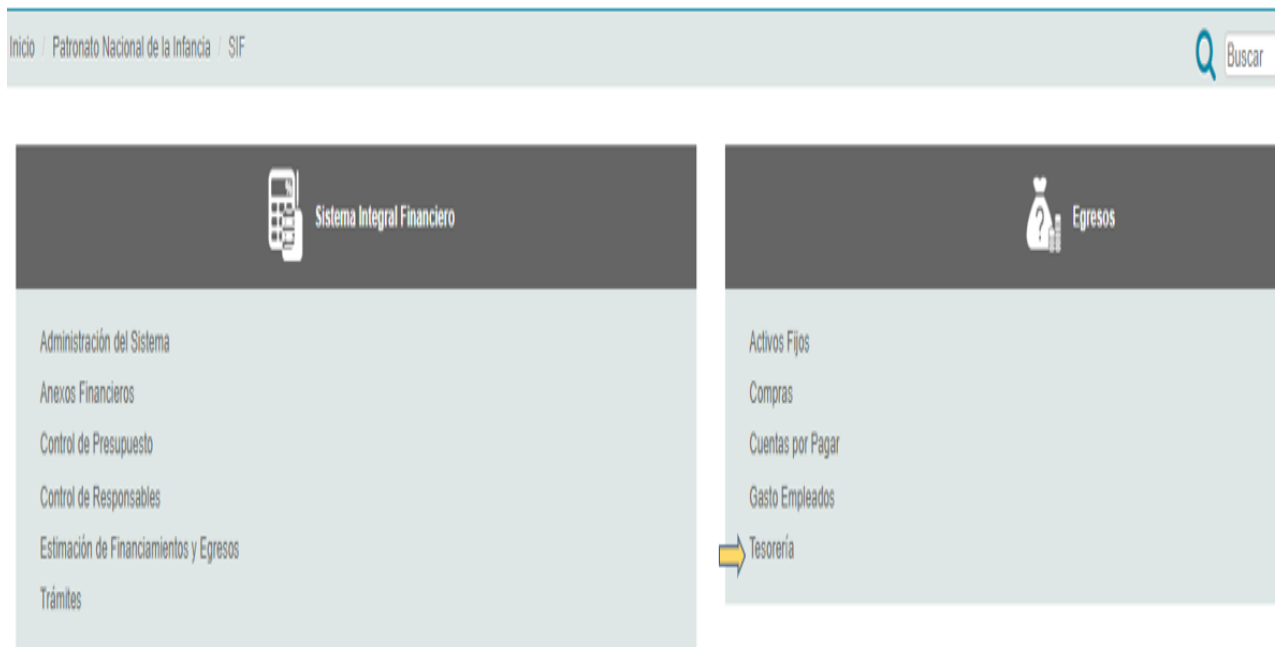 Inicio / Patronato Nacional de la Infancia / SIF
Buscar
Sistema Integral Financiero
Administración del Sistema
Anexos Financieros
Control de Presupuesto
Control de Responsables
Estimación de Financiamientos y Egresos
Trámites
Egresos
Activos Fijos
Compras
Cuentas por Pagar
Gasto Empleados
Tesorería